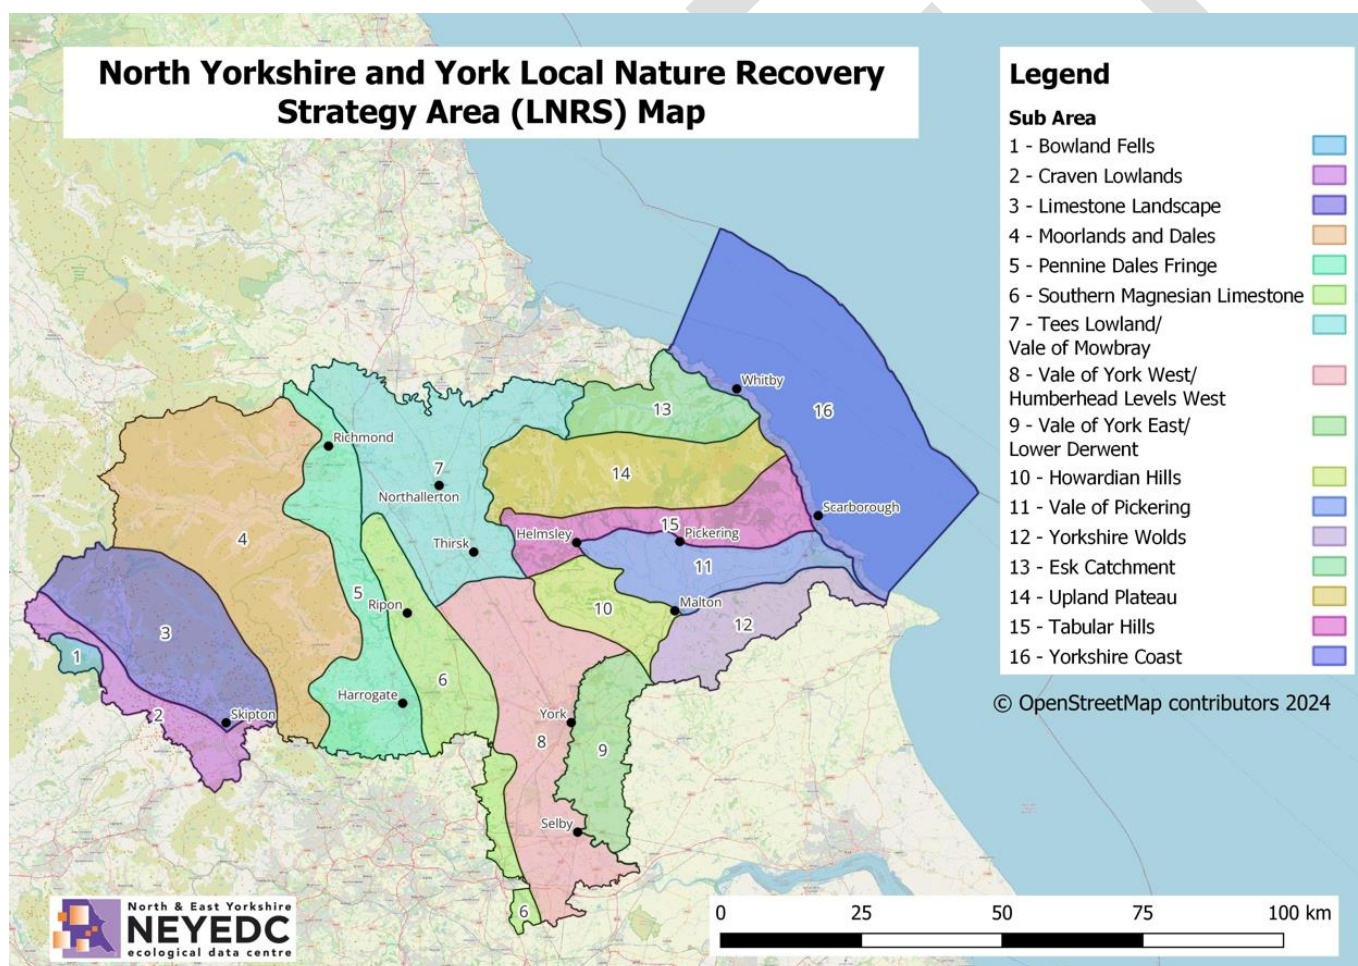 North Yorkshire and York Local Nature Recovery
Strategy Area (LNRS) Map
Legend
Sub Area
1 - Bowland Fells
2 - Craven Lowlands
3 - Limestone Landscape
4 - Moorlands and Dales
5 - Pennine Dales Fringe
6 - Southern Magnesian Limestone
7 - Tees Lowland/
Vale of Mowbray
8 - Vale of York West/
Humberhead Levels West
9 - Vale of York East/
Lower Derwent
10 - Howardian Hills
11 - Vale of Pickering
12 - Yorkshire Wolds
13 - Esk Catchment
14 - Upland Plateau
15 - Tabular Hills
16 - Yorkshire Coast
© OpenStreetMap contributors 2024
Whitby
13
16
Richmond
7
14
Northallerton
Scarborough
15
Helmsley
Pickering
4
Thirsk
11
5
Ripon
10
Malton
3
12
1
6
Harrogate
2
Skipton
York
8
9
Selby
6
North & East Yorkshire
NEYEDC
ecological data centre
0
25
50
75
100 km